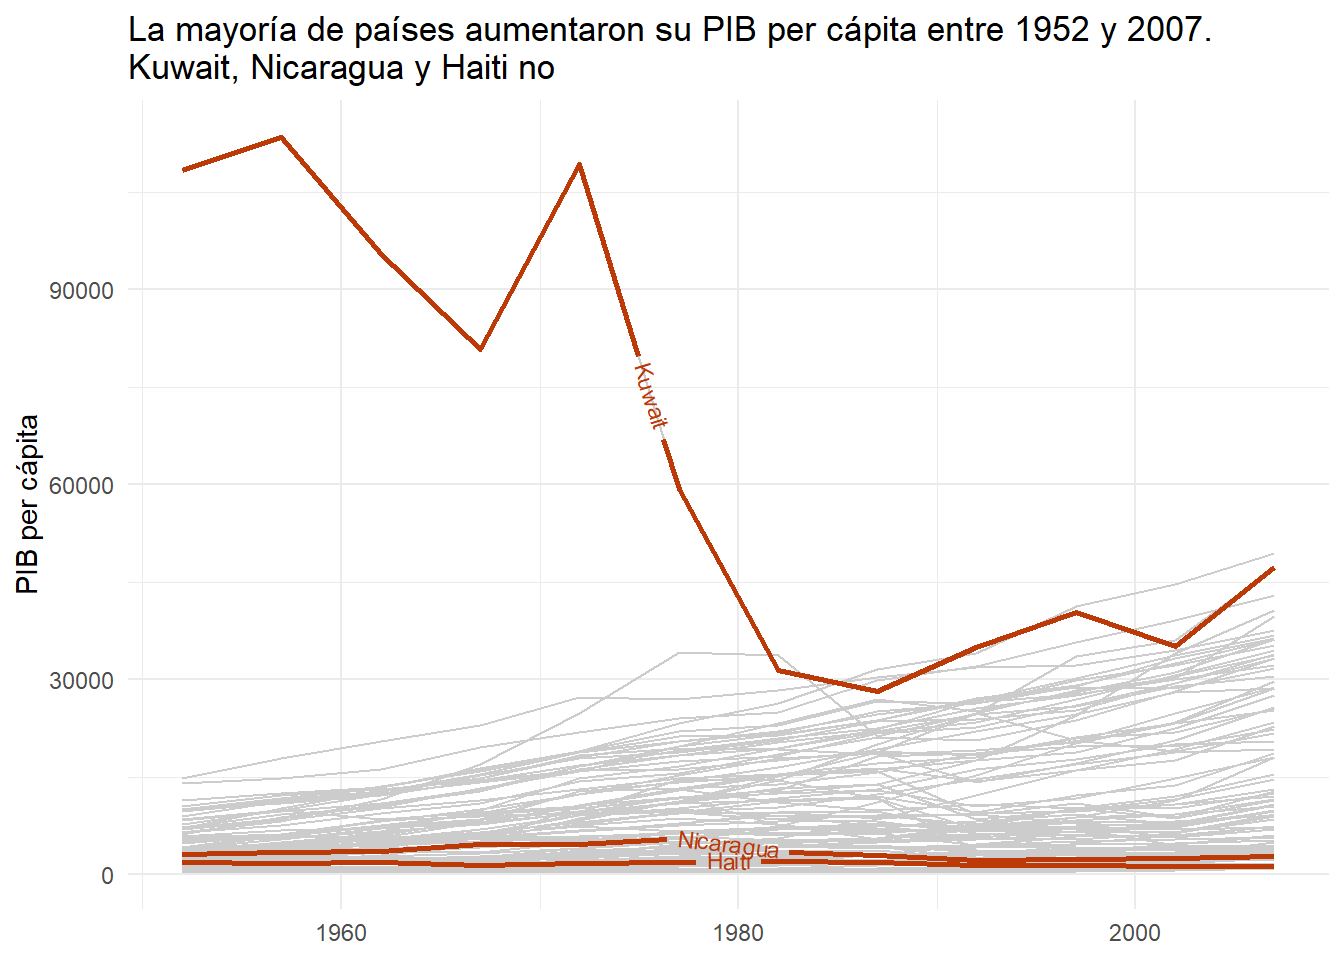 La mayoría de países aumentaron su PIB per cápita entre 1952 y 2007.
Kuwait, Nicaragua y Haiti no
PIB per cápita
90000
60000
30000
0
Kuwait
Nicaragua
Haiti
1960
1980
2000